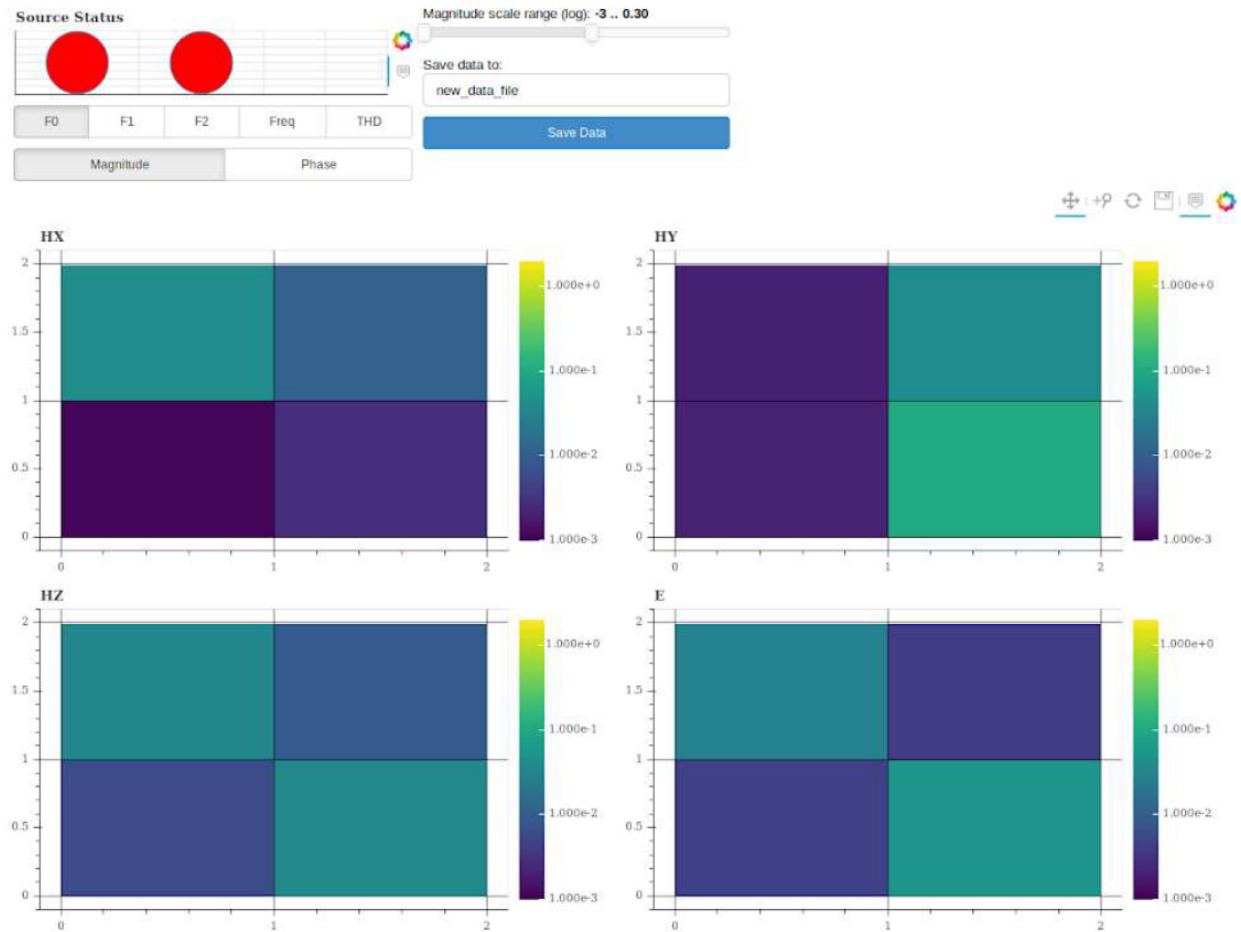 Source Status
Magnitude scale range (log): -3 .. 0.30
Save data to:
new_data_file
Save Data
F0 F1 F2 Freq THD
Magnitude Phase
HX
2
1.5
1
0.5
0
0 1 2
1.000e+0
1.000e-1
1.000e-2
1.000e-3
HY
2
1.5
1
0.5
0
0 1 2
1.000e+0
1.000e-1
1.000e-2
1.000e-3
HZ
2
1.5
1
0.5
0
0 1 2
1.000e+0
1.000e-1
1.000e-2
1.000e-3
E
2
1.5
1
0.5
0
0 1 2
1.000e+0
1.000e-1
1.000e-2
1.000e-3